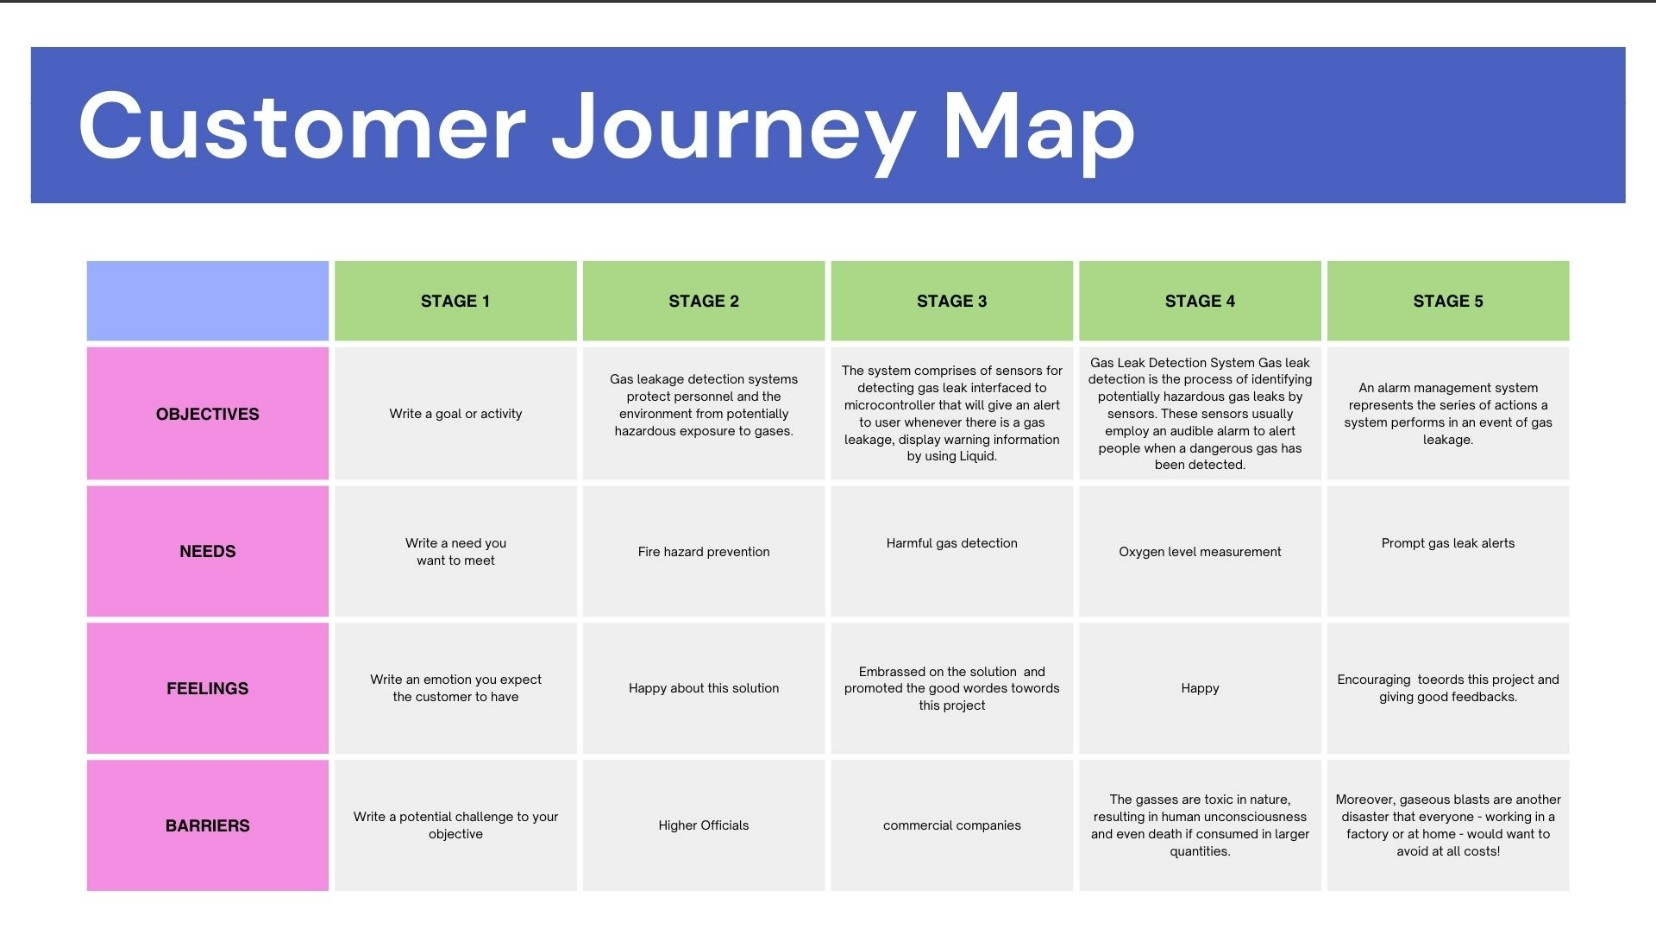 Customer Journey Map
STAGE 1
STAGE 2
STAGE 3
STAGE 4
STAGE 5
OBJECTIVES
Write a goal or activity
Gas leakage detection systems
protect personnel and the
environment from potentially
hazardous exposure to gases.
The system comprises of sensors for
detecting gas leak interfaced to
microcontroller that will give an alert
to user whenever there is a gas
leakage, display warning information
by using Liquid.
Gas Leak Detection System Gas leak
detection is the process of identifying
potentially hazardous gas leaks by
sensors. These sensors usually
employ an audible alarm to alert
people when a dangerous gas has
been detected.
An alarm management system
represents the series of actions a
system performs in an event of gas
leakage.
NEEDS
Write a need you
want to meet
Fire hazard prevention
Harmful gas detection
Oxygen level measurement
Prompt gas leak alerts
FEELINGS
Write an emotion you expect
the customer to have
Happy about this solution
Embrassed on the solution  and
promoted the good wordes towords
this project
Happy
Encouraging  toeords this project and
giving good feedbacks.
BARRIERS
Write a potential challenge to your
objective
Higher Officials
commercial companies
The gasses are toxic in nature,
resulting in human unconsciousness
and even death if consumed in larger
quantities.
Moreover, gaseous blasts are another
disaster that everyone - working in a
factory or at home - would want to
avoid at all costs!